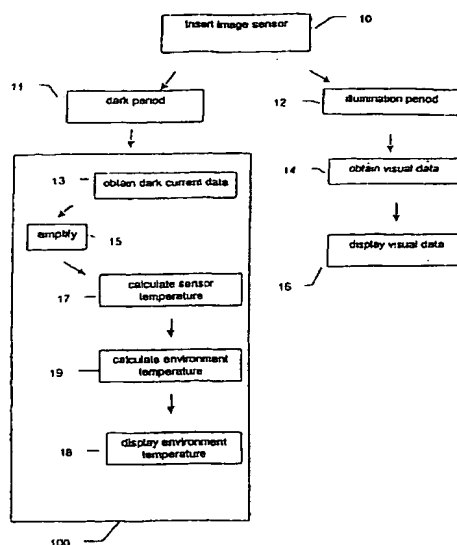 Insert image sensor
10
11
dark period
12
illumination period
13
obtain dark current data
14
obtain visual data
amplify
15
display visual data
16
17
calculate sensor
temperature
19
calculate environment
temperature
18
display environment
temperature
100